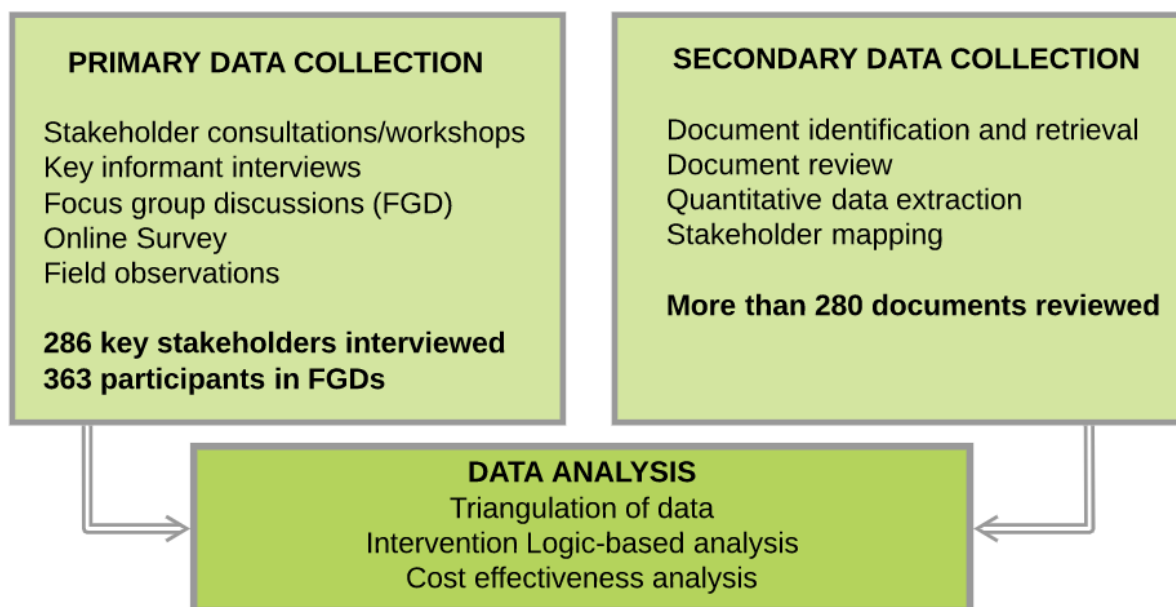 PRIMARY DATA COLLECTION
Stakeholder consultations/workshops
Key informant interviews
Focus group discussions (FGD)
Online Survey
Field observations
286 key stakeholders interviewed
363 participants in FGDs
SECONDARY DATA COLLECTION
Document identification and retrieval
Document review
Quantitative data extraction
Stakeholder mapping
More than 280 documents reviewed
DATA ANALYSIS
Triangulation of data
Intervention Logic-based analysis
Cost effectiveness analysis